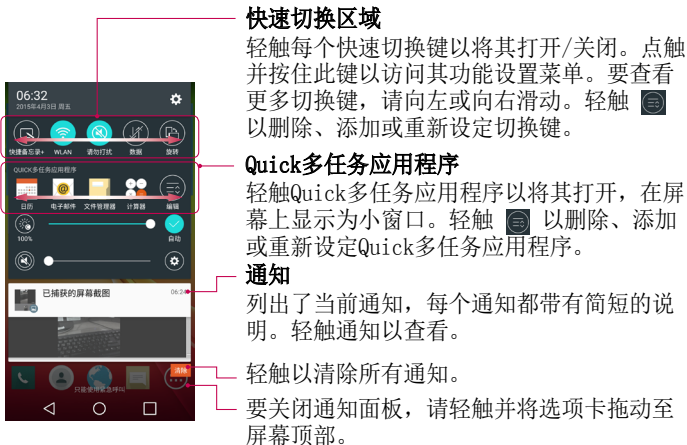 快速切换区域
轻触每个快速切换键以将其打开/关闭。点触
并按住此键以访问其功能设置菜单。要查看
更多切换键，请向左或向右滑动。轻触
以删除、添加或重新设定切换键。
Quick多任务应用程序
轻触Quick多任务应用程序以将其打开，在屏
幕上显示为小窗口。轻触 以删除、添加
或重新设定Quick多任务应用程序。
通知
列出了当前通知，每个通知都带有简短的说
明。轻触通知以查看。
轻触以清除所有通知。
要关闭通知面板，请轻触并将选项卡拖动至
屏幕顶部。
06:32
2015年4月3日 周五
快捷备忘录+ WLAN 请勿打扰 数据 旋转
QUICK多任务应用程序
日历 电子邮件 文件管理器 计算器 编辑
100% 自动
已捕获的屏幕截图 06:24
清除
只能使用紧急呼叫